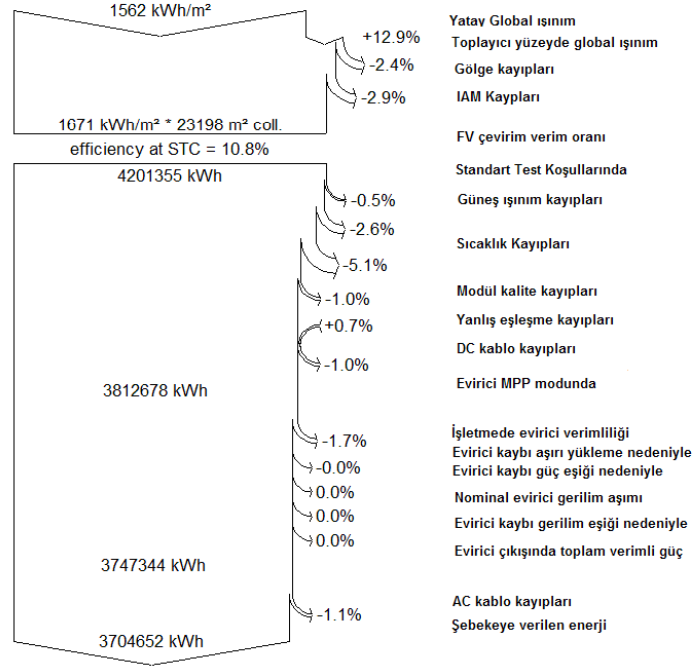 1562 kWh/m²
Yatay Global ışınım
+12.9%
Toplayıcı yüzeyde global ışınım
-2.4%
Gölge kayıpları
-2.9%
IAM Kaypları
1671 kWh/m² * 23198 m² coll.
FV çevirim verim oranı
efficiency at STC = 10.8%
Standart Test Koşullarında
4201355 kWh
-0.5%
Güneş ışınım kayıpları
-2.6%
Sıcaklık Kayıpları
-5.1%
Modül kalite kayıpları
-1.0%
Yanlış eşleşme kayıpları
+0.7%
DC kablo kayıpları
-1.0%
Evirici MPP modunda
3812678 kWh
İşletmede evirici verimliliği
-1.7%
Evirici kaybı aşırı yükleme nedeniyle
-0.0%
Evirici kaybı güç eşiği nedeniyle
0.0%
Nominal evirici gerilim aşımı
0.0%
Evirici kaybı gerilim eşiği nedeniyle
0.0%
Evirici çıkışında toplam verimli güç
3747344 kWh
AC kablo kayıpları
-1.1%
Şebekeye verilen enerji
3704652 kWh